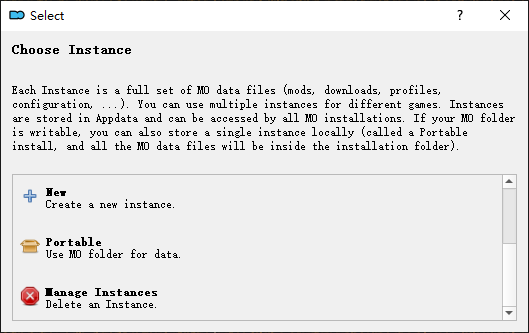 Select
Choose Instance
Each Instance is a full set of MO data files (mods, downloads, profiles,
configuration, ...). You can use multiple instances for different games. Instances
are stored in Appdata and can be accessed by all MO installations. If your MO folder
is writable, you can also store a single instance locally (called a Portable
install, and all the MO data files will be inside the installation folder).
New
Create a new instance.
Portable
Use MO folder for data.
Manage Instances
Delete an Instance.